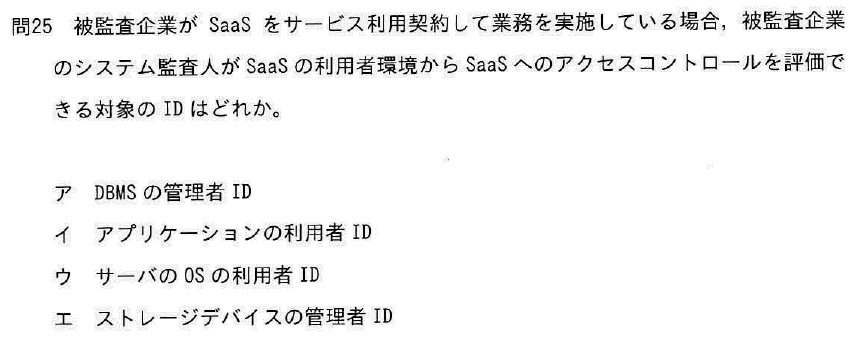 問25 被監査企業が SaaS をサービス利用契約して業務を実施している場合，被監査企業
のシステム監査人が SaaS の利用者環境から SaaS へのアクセスコントロールを評価で
きる対象の ID はどれか。
ア DBMS の管理者 ID
イ アプリケーションの利用者 ID
ウ サーバの OS の利用者 ID
エ ストレージデバイスの管理者 ID